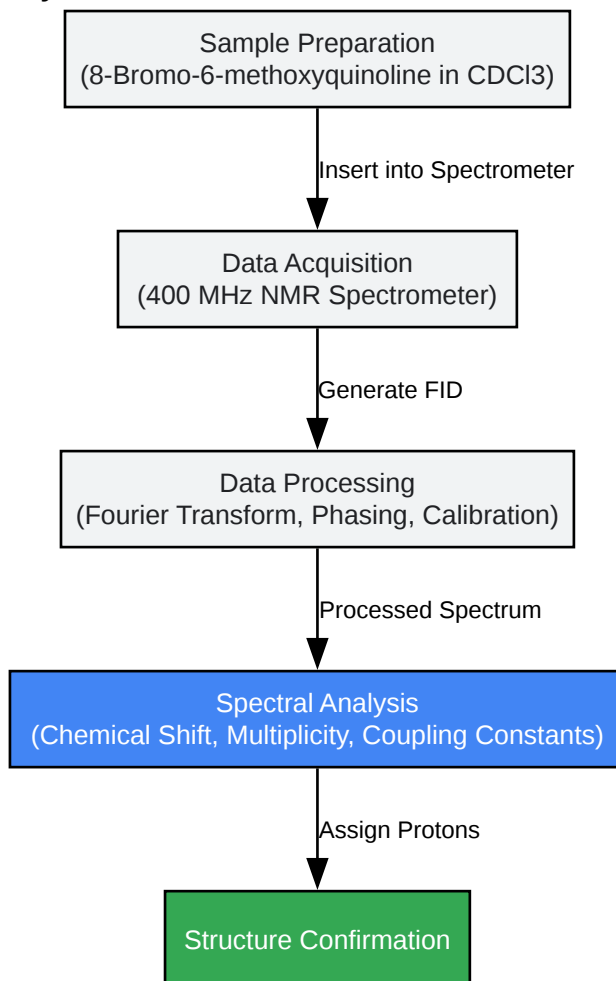 Sample Preparation
(8-Bromo-6-methoxyquinoline in CDCl3)
Insert into Spectrometer
Data Acquisition
(400 MHz NMR Spectrometer)
Generate FID
Data Processing
(Fourier Transform, Phasing, Calibration)
Processed Spectrum
Spectral Analysis
(Chemical Shift, Multiplicity, Coupling Constants)
Assign Protons
Structure Confirmation